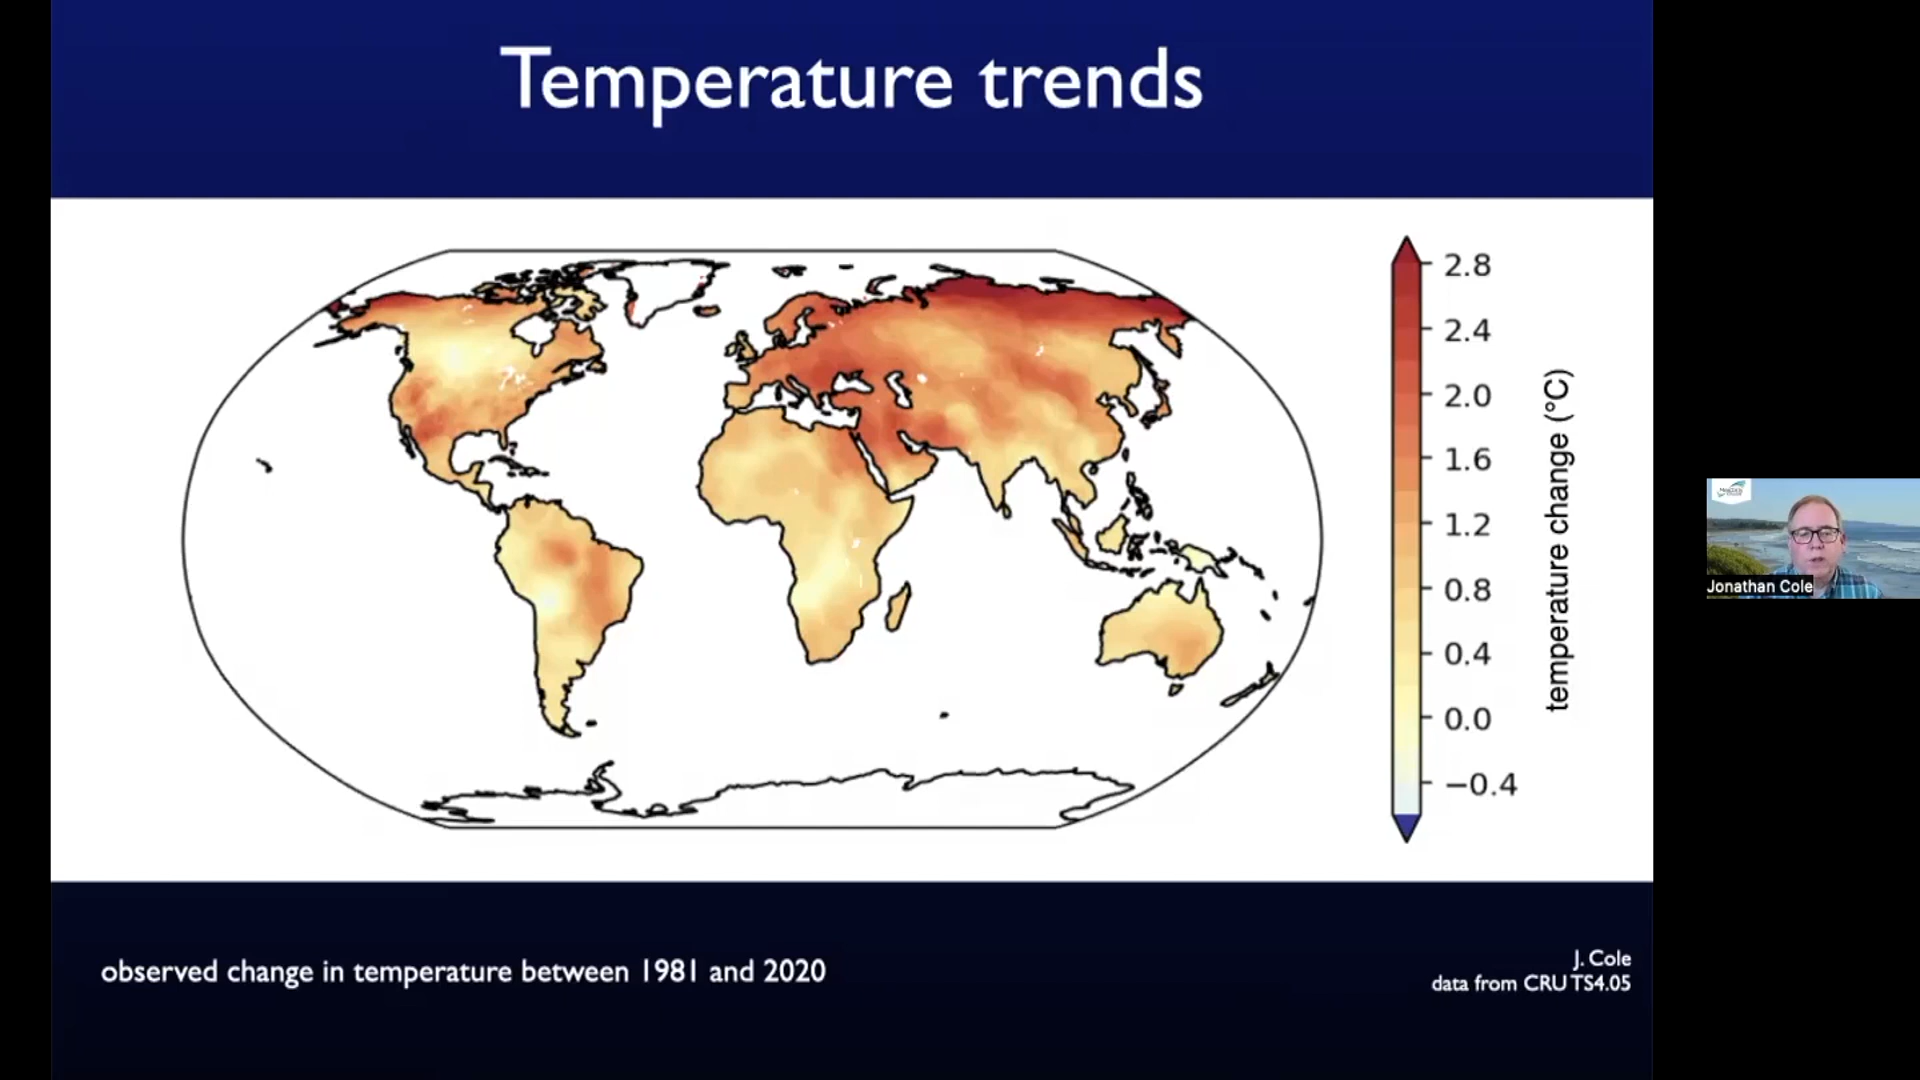 Temperature trends
2.8
2.4
2.0
1.6
1.2
0.8
0.4
0.0
−0.4
temperature change (°C)
Jonathan Cole
observed change in temperature between 1981 and 2020
J. Cole
data from CRU TS4.05